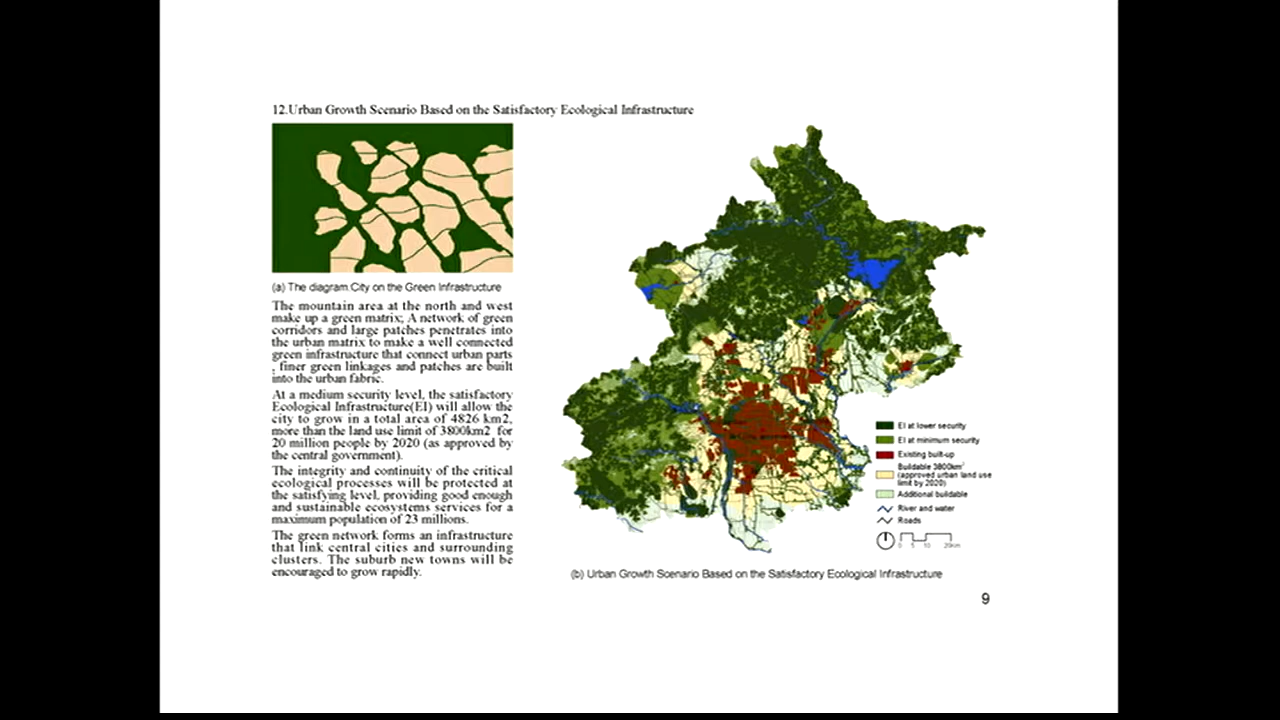 12.Urban Growth Scenario Based on the Satisfactory Ecological Infrastructure
(a) The diagram:City on the Green Infrastructure
The mountain area at the north and west
make up a green matrix; A network of green
corridors and large patches penetrates into
the urban matrix to make a well connected
green infrastructure that connect urban parts
, finer green linkages and patches are built
into the urban fabric.
At a medium security level, the satisfactory
Ecological Infrastructure(EI) will allow the
city to grow in a total area of 4826 km2,
more than the land use limit of 3800km2 for
20 million people by 2020 (as approved by
the central government).
The integrity and continuity of the critical
ecological processes will be protected at
the satisfying level, providing good enough
and sustainable ecosystems services for a
maximum population of 23 millions.
The green network forms an infrastructure
that link central cities and surrounding
clusters. The suburb new towns will be
encouraged to grow rapidly.
EI at lower security
EI at minimum security
Existing built-up
Buildable 3800km²
(approved urban land use
limit by 2020)
Additional buildable
River and water
Roads
0 5 10 20km
(b) Urban Growth Scenario Based on the Satisfactory Ecological Infrastructure
9